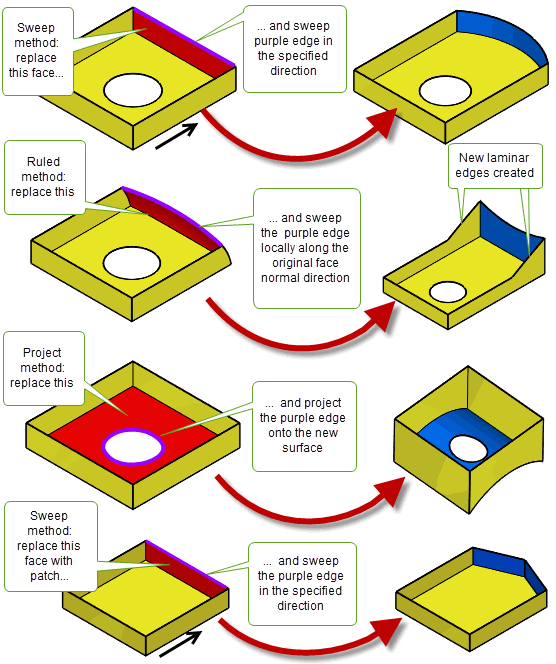 Sweep
method:
replace
this face...
... and sweep
purple edge in
the specified
direction
Ruled
method:
replace this
... and sweep
the purple edge
locally along the
original face
normal direction
New laminar
edges created
Project
method:
replace this
... and project
the purple edge
onto the new
surface
Sweep
method:
replace this
face with
patch...
... and sweep
the purple edge
in the specified
direction